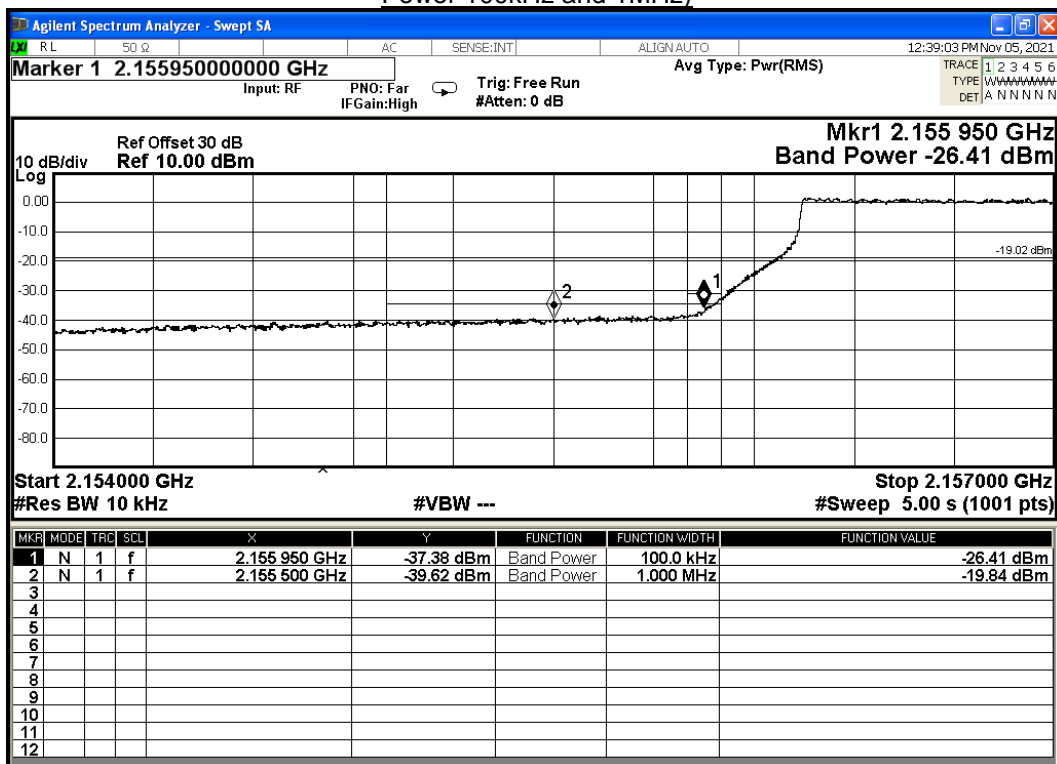 Power 100kHz and 1MHz)
Agilent Spectrum Analyzer - Swept SA
LXI RL 50 Ω AC SENSE:INT ALIGN AUTO 12:39:03 PM Nov 05, 2021
Marker 1 2.155950000000 GHz
Input: RF
PNO: Far
IFGain:High
Trig: Free Run
#Atten: 0 dB
Avg Type: Pwr(RMS)
TRACE 1 2 3 4 5 6
TYPE
DET A N N N N N
Ref Offset 30 dB
10 dB/div Ref 10.00 dBm
Mkr1 2.155 950 GHz
Band Power -26.41 dBm
Log
0.00
-10.0
-20.0
-30.0
-40.0
-50.0
-60.0
-70.0
-80.0
-19.02 dBm
2
1
Start 2.154000 GHz Stop 2.157000 GHz
#Res BW 10 kHz #VBW --- #Sweep 5.00 s (1001 pts)
MKR MODE TRC SCL X Y FUNCTION FUNCTION WIDTH FUNCTION VALUE
1 N 1 f 2.155 950 GHz -37.38 dBm Band Power 100.0 kHz -26.41 dBm
2 N 1 f 2.155 500 GHz -39.62 dBm Band Power 1.000 MHz -19.84 dBm
3
4
5
6
7
8
9
10
11
12